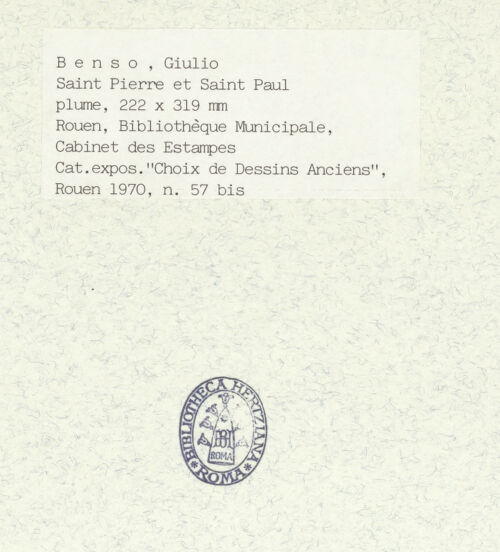 B e n s o , Giulio
Saint Pierre et Saint Paul
plume, 222 x 319 mm
Rouen, Bibliothèque Municipale,
Cabinet des Estampes
Cat.expos."Choix de Dessins Anciens",
Rouen 1970, n. 57 bis
BIBLIOTHECA HERTZIANA
* ROMA *
BH
ROMA